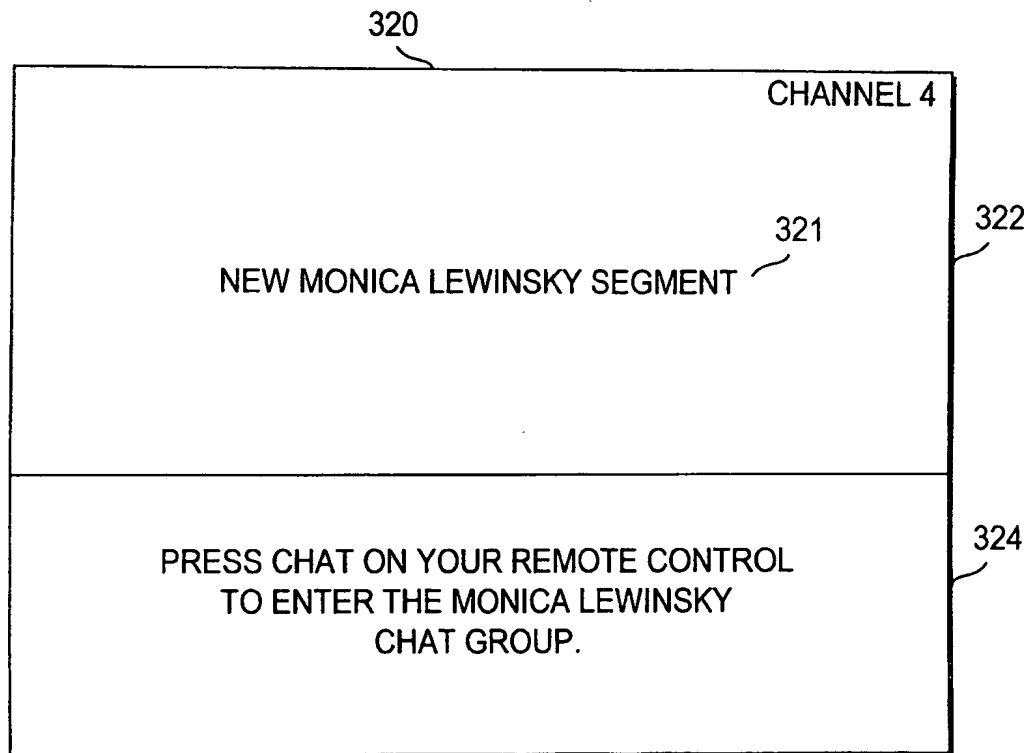 320
CHANNEL 4
321
322
NEW MONICA LEWINSKY SEGMENT
324
PRESS CHAT ON YOUR REMOTE CONTROL
TO ENTER THE MONICA LEWINSKY
CHAT GROUP.